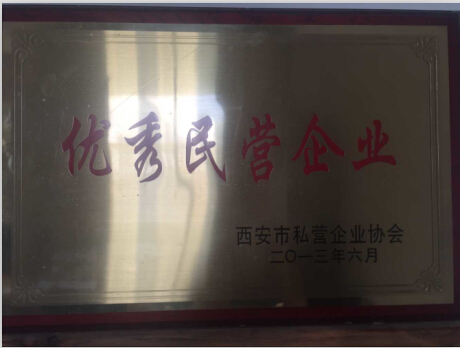 优秀民营企业
西安市私营企业协会
二〇一三年六月